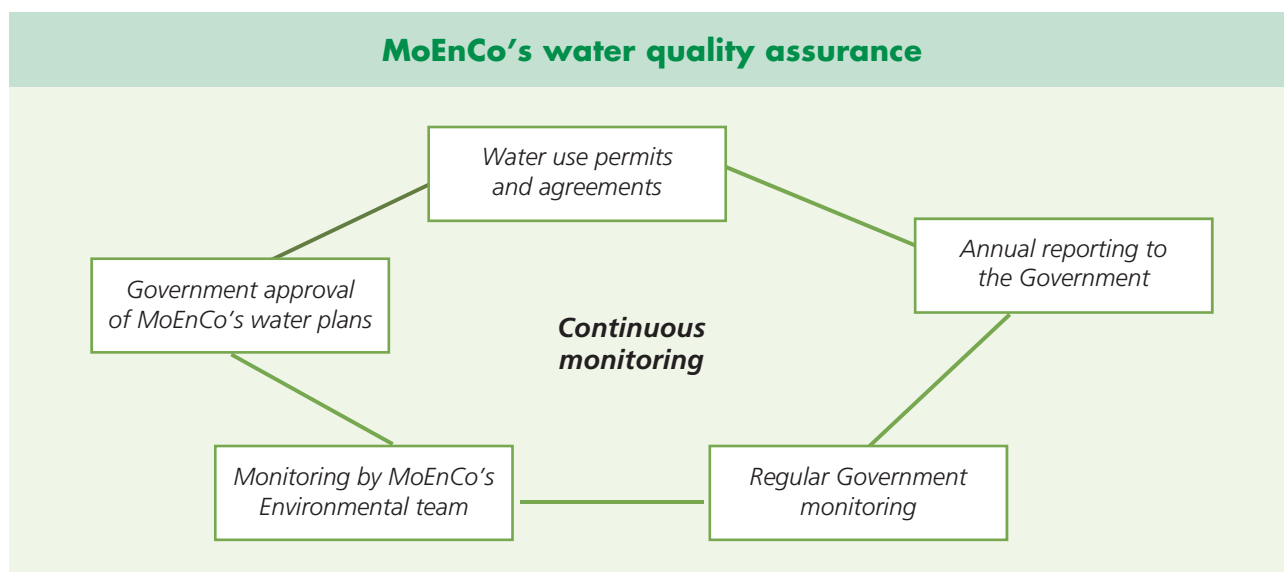 MoEnCo’s water quality assurance
Water use permits
and agreements
Annual reporting to
the Government
Government approval
of MoEnCo’s water plans
Continuous
monitoring
Monitoring by MoEnCo’s
Environmental team
Regular Government
monitoring